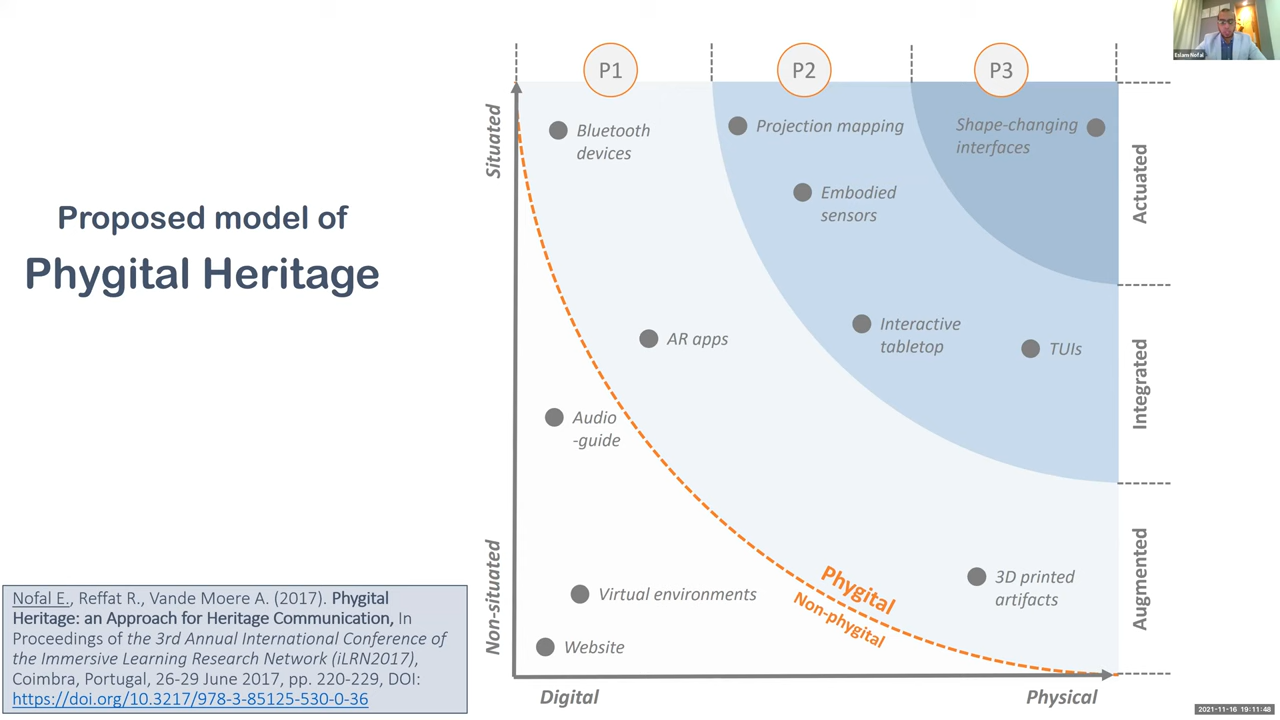 Eslam Nofal
P1
P2
P3
Proposed model of
Phygital Heritage
Situated
Non-situated
Bluetooth
devices
Projection mapping
Shape-changing
interfaces
Embodied
sensors
AR apps
Interactive
tabletop
TUIs
Audio
-guide
Virtual environments
Website
3D printed
artifacts
Phygital
Non-phygital
Actuated
Integrated
Augmented
Digital
Physical
Nofal E., Reffat R., Vande Moere A. (2017). Phygital
Heritage: an Approach for Heritage Communication, In
Proceedings of the 3rd Annual International Conference of
the Immersive Learning Research Network (iLRN2017),
Coimbra, Portugal, 26-29 June 2017, pp. 220-229, DOI:
https://doi.org/10.3217/978-3-85125-530-0-36
2021-11-16 19:11:48